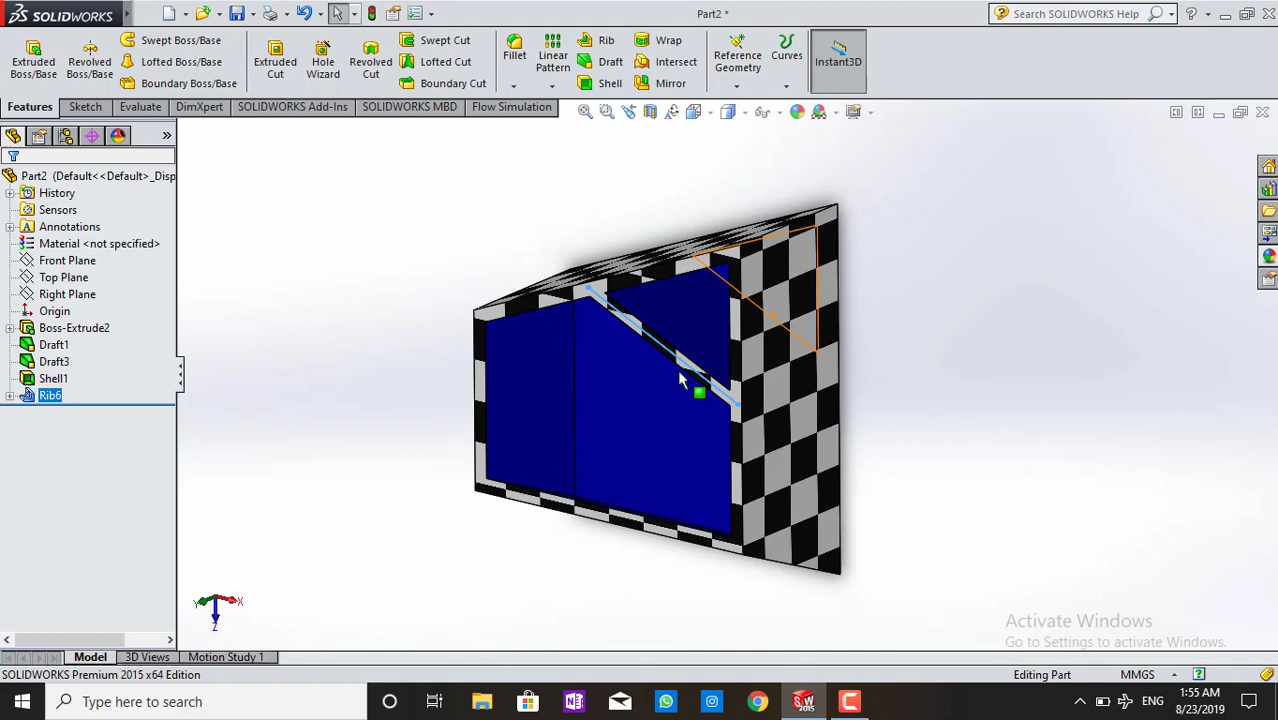 SOLIDWORKS
Part2 *
Search SOLIDWORKS Help
Extruded Boss/Base
Revolved Boss/Base
Swept Boss/Base
Lofted Boss/Base
Boundary Boss/Base
Extruded Cut
Hole Wizard
Revolved Cut
Swept Cut
Lofted Cut
Boundary Cut
Fillet
Linear Pattern
Rib
Draft
Shell
Wrap
Intersect
Mirror
Reference Geometry
Curves
Instant3D
Features
Sketch
Evaluate
DimXpert
SOLIDWORKS Add-Ins
SOLIDWORKS MBD
Flow Simulation
Part2 (Default<<Default>_Disp
History
Sensors
Annotations
Material <not specified>
Front Plane
Top Plane
Right Plane
Origin
Boss-Extrude2
Draft1
Draft3
Shell1
Rib6
Y
X
Z
Activate Windows
Go to Settings to activate Windows.
Model
3D Views
Motion Study 1
SOLIDWORKS Premium 2015 x64 Edition
Editing Part
MMGS
Type here to search
ENG
1:55 AM
8/23/2019